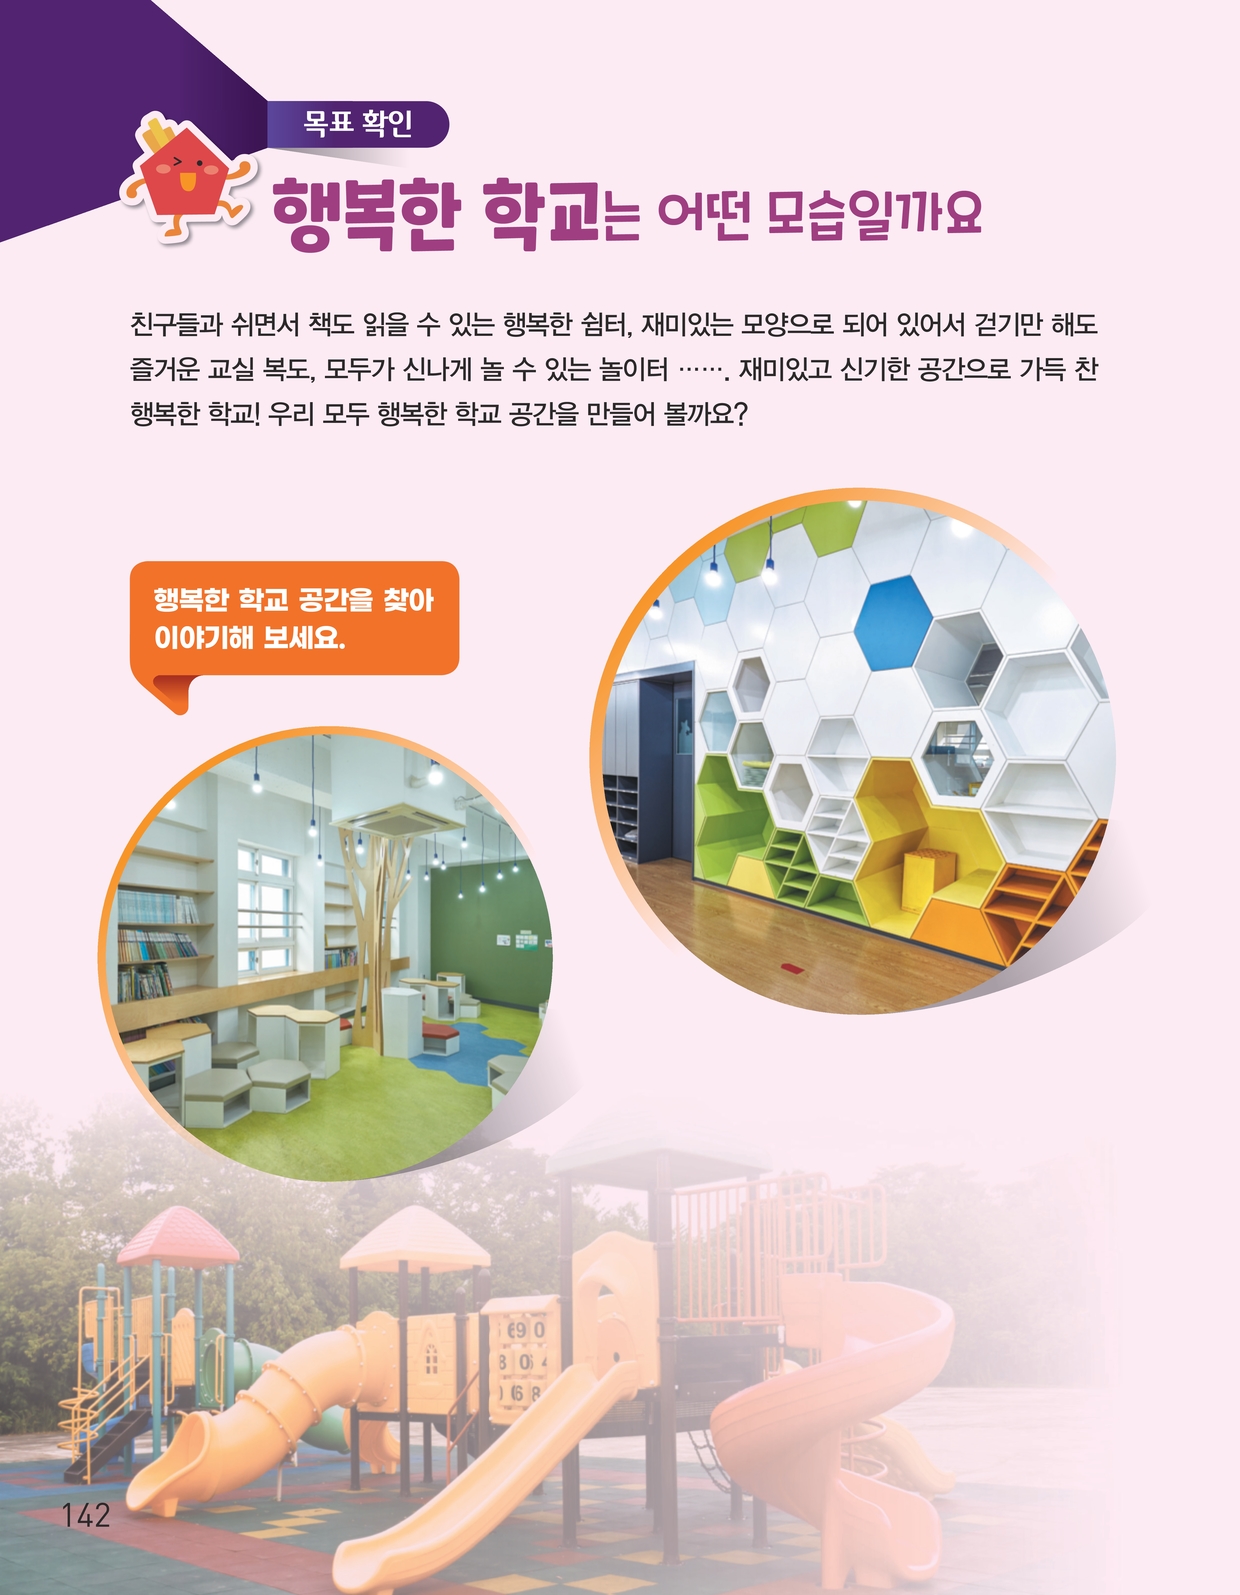 목표 확인
행복한 학교는 어떤 모습일까요
친구들과 쉬면서 책도 읽을 수 있는 행복한 쉼터, 재미있는 모양으로 되어 있어서 걷기만 해도
즐거운 교실 복도, 모두가 신나게 놀 수 있는 놀이터 ……. 재미있고 신기한 공간으로 가득 찬
행복한 학교! 우리 모두 행복한 학교 공간을 만들어 볼까요?
행복한 학교 공간을 찾아
이야기해 보세요.
142